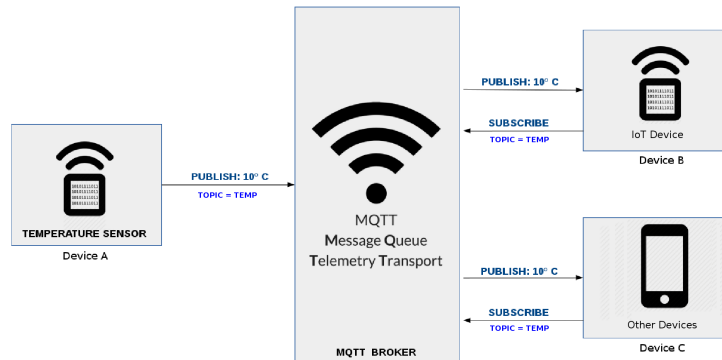 PUBLISH: 10° C
TOPIC = TEMP
TEMPERATURE SENSOR
Device A
MQTT
Message Queue
Telemetry Transport
MQTT BROKER
PUBLISH: 10° C
SUBSCRIBE
TOPIC = TEMP
IoT Device
Device B
PUBLISH: 10° C
SUBSCRIBE
TOPIC = TEMP
Other Devices
Device C